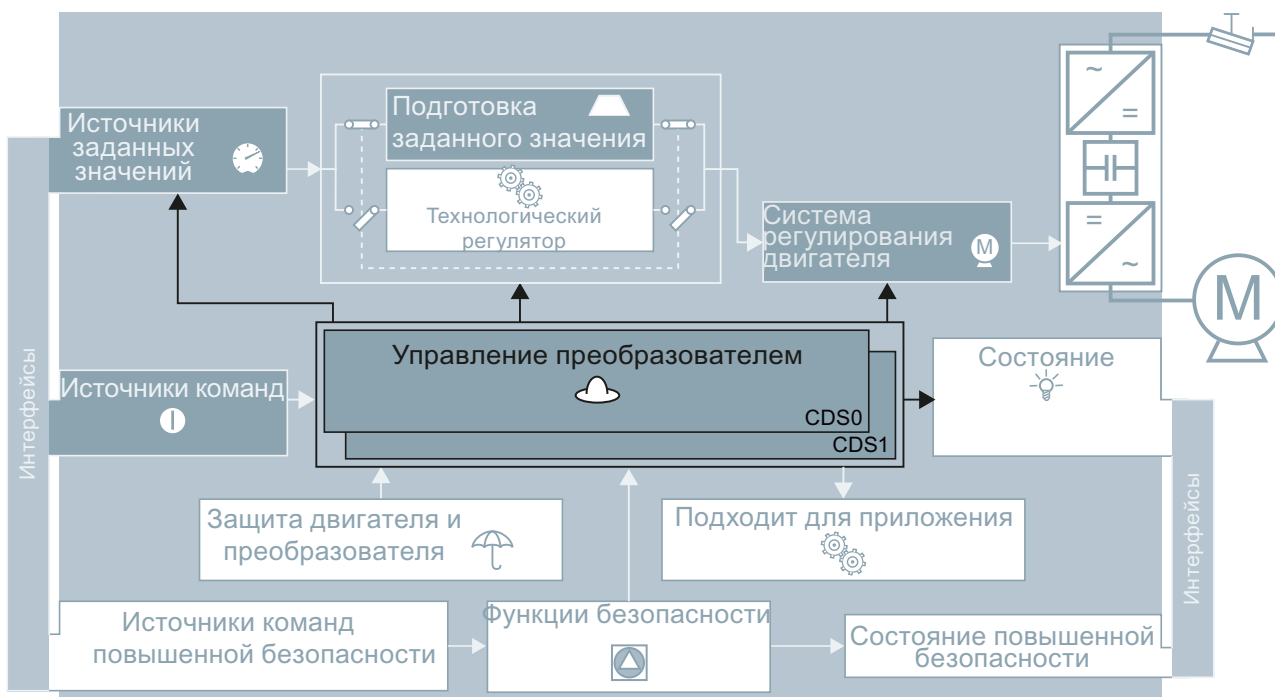 Источники
заданных
значений
Подготовка
заданного значения
Технологический
регулятор
Система
регулирования
двигателя
M
~
=
=
~
M
Интерфейсы
Источники команд
Управление преобразователем
CDS0
CDS1
Состояние
Защита двигателя и
преобразователя
Подходит для приложения
Интерфейсы
Источники команд
повышенной безопасности
Функции безопасности
Состояние повышенной
безопасности